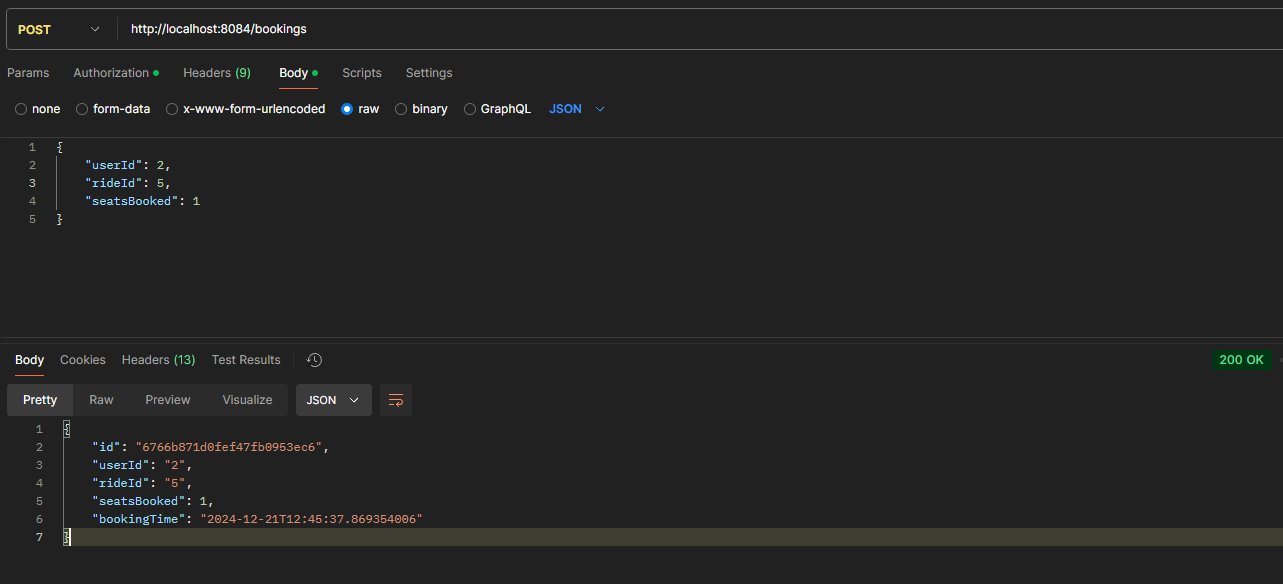 POST http://localhost:8084/bookings
Params Authorization Headers (9) Body Scripts Settings
none form-data x-www-form-urlencoded raw binary GraphQL JSON
1 {
2 "userId": 2,
3 "rideId": 5,
4 "seatsBooked": 1
5 }
Body Cookies Headers (13) Test Results 200 OK
Pretty Raw Preview Visualize JSON
1 {
2 "id": "6766b871d0fef47fb0953ec6",
3 "userId": "2",
4 "rideId": "5",
5 "seatsBooked": 1,
6 "bookingTime": "2024-12-21T12:45:37.869354006"
7 }